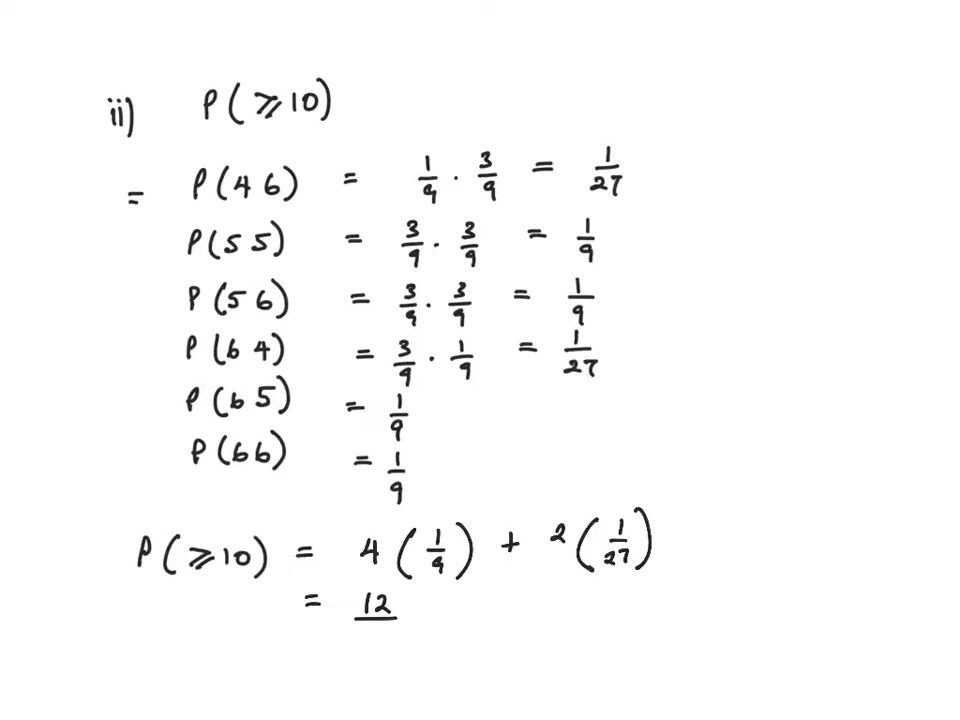 ii) P(⩾10)
= P(4 6) = 1/9 · 3/9 = 1/27
P(5 5) = 3/9 · 3/9 = 1/9
P(5 6) = 3/9 · 3/9 = 1/9
P(6 4) = 3/9 · 1/9 = 1/27
P(6 5) = 1/9
P(6 6) = 1/9
P(⩾10) = 4(1/9) + 2(1/27)
= 12/